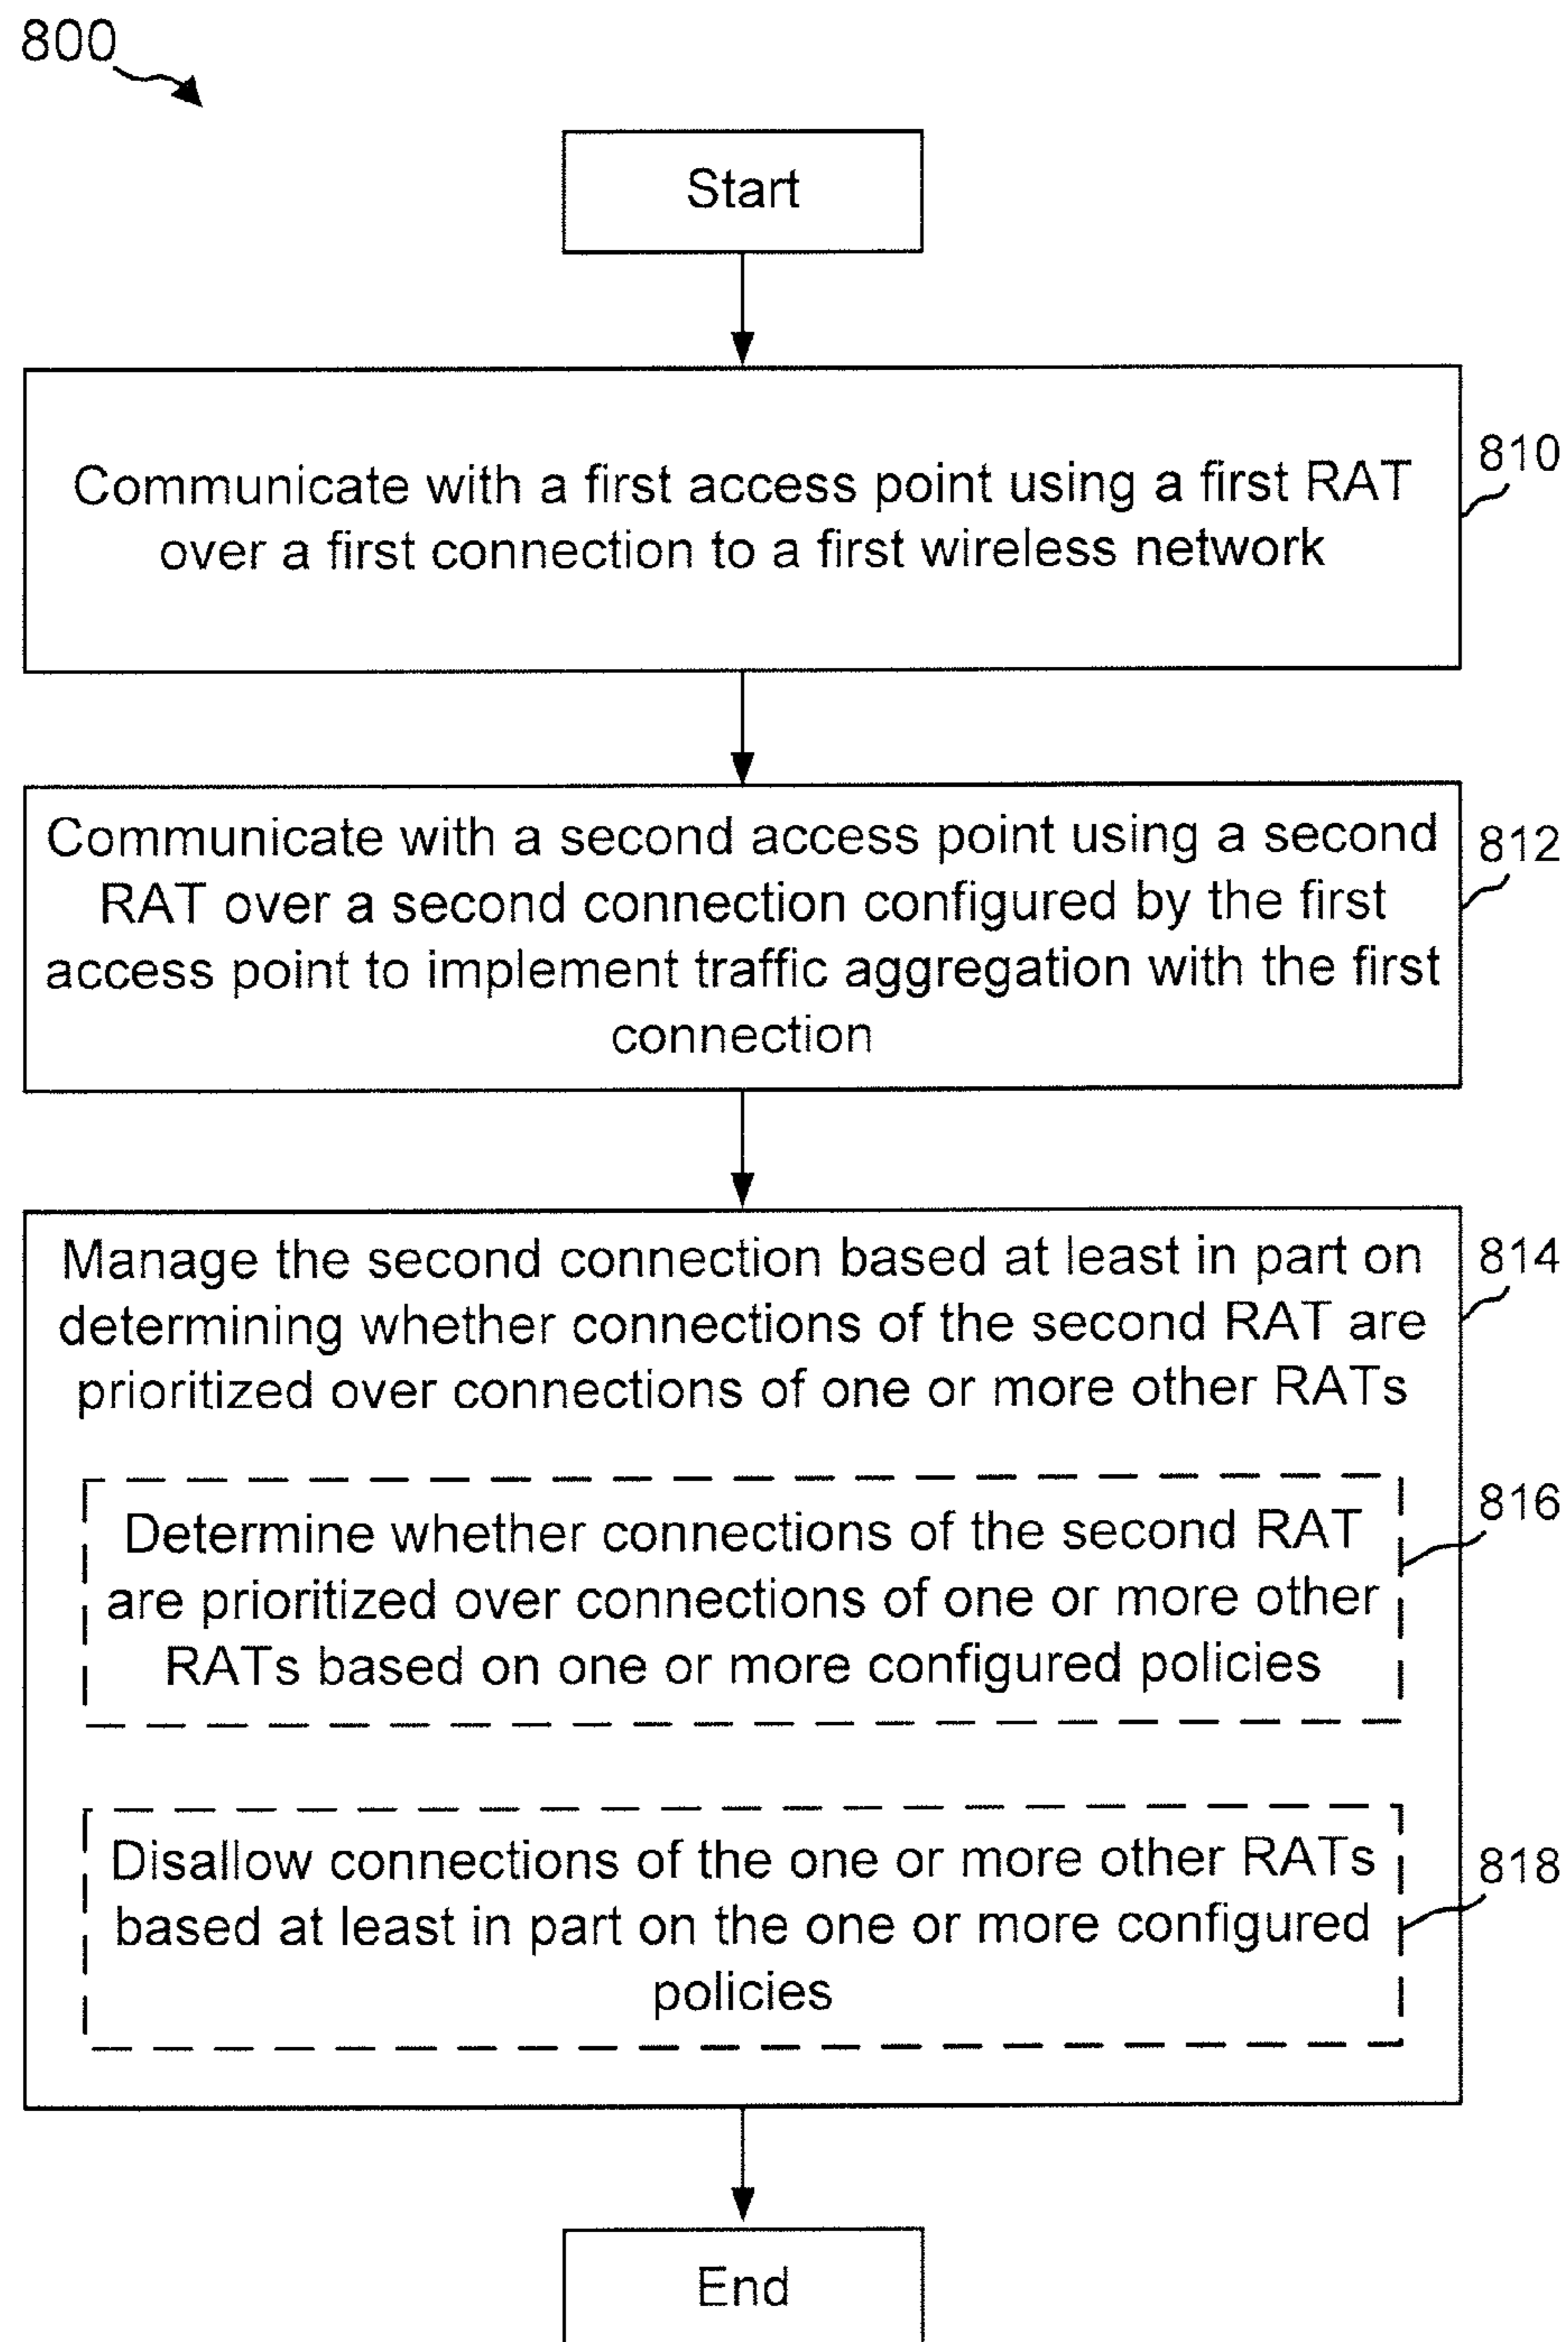 800
Start
Communicate with a first access point using a first RAT
over a first connection to a first wireless network
810
Communicate with a second access point using a second
RAT over a second connection configured by the first
access point to implement traffic aggregation with the first
connection
812
Manage the second connection based at least in part on
determining whether connections of the second RAT are
prioritized over connections of one or more other RATs
814
Determine whether connections of the second RAT
are prioritized over connections of one or more other
RATs based on one or more configured policies
816
Disallow connections of the one or more other RATs
based at least in part on the one or more configured
policies
818
End